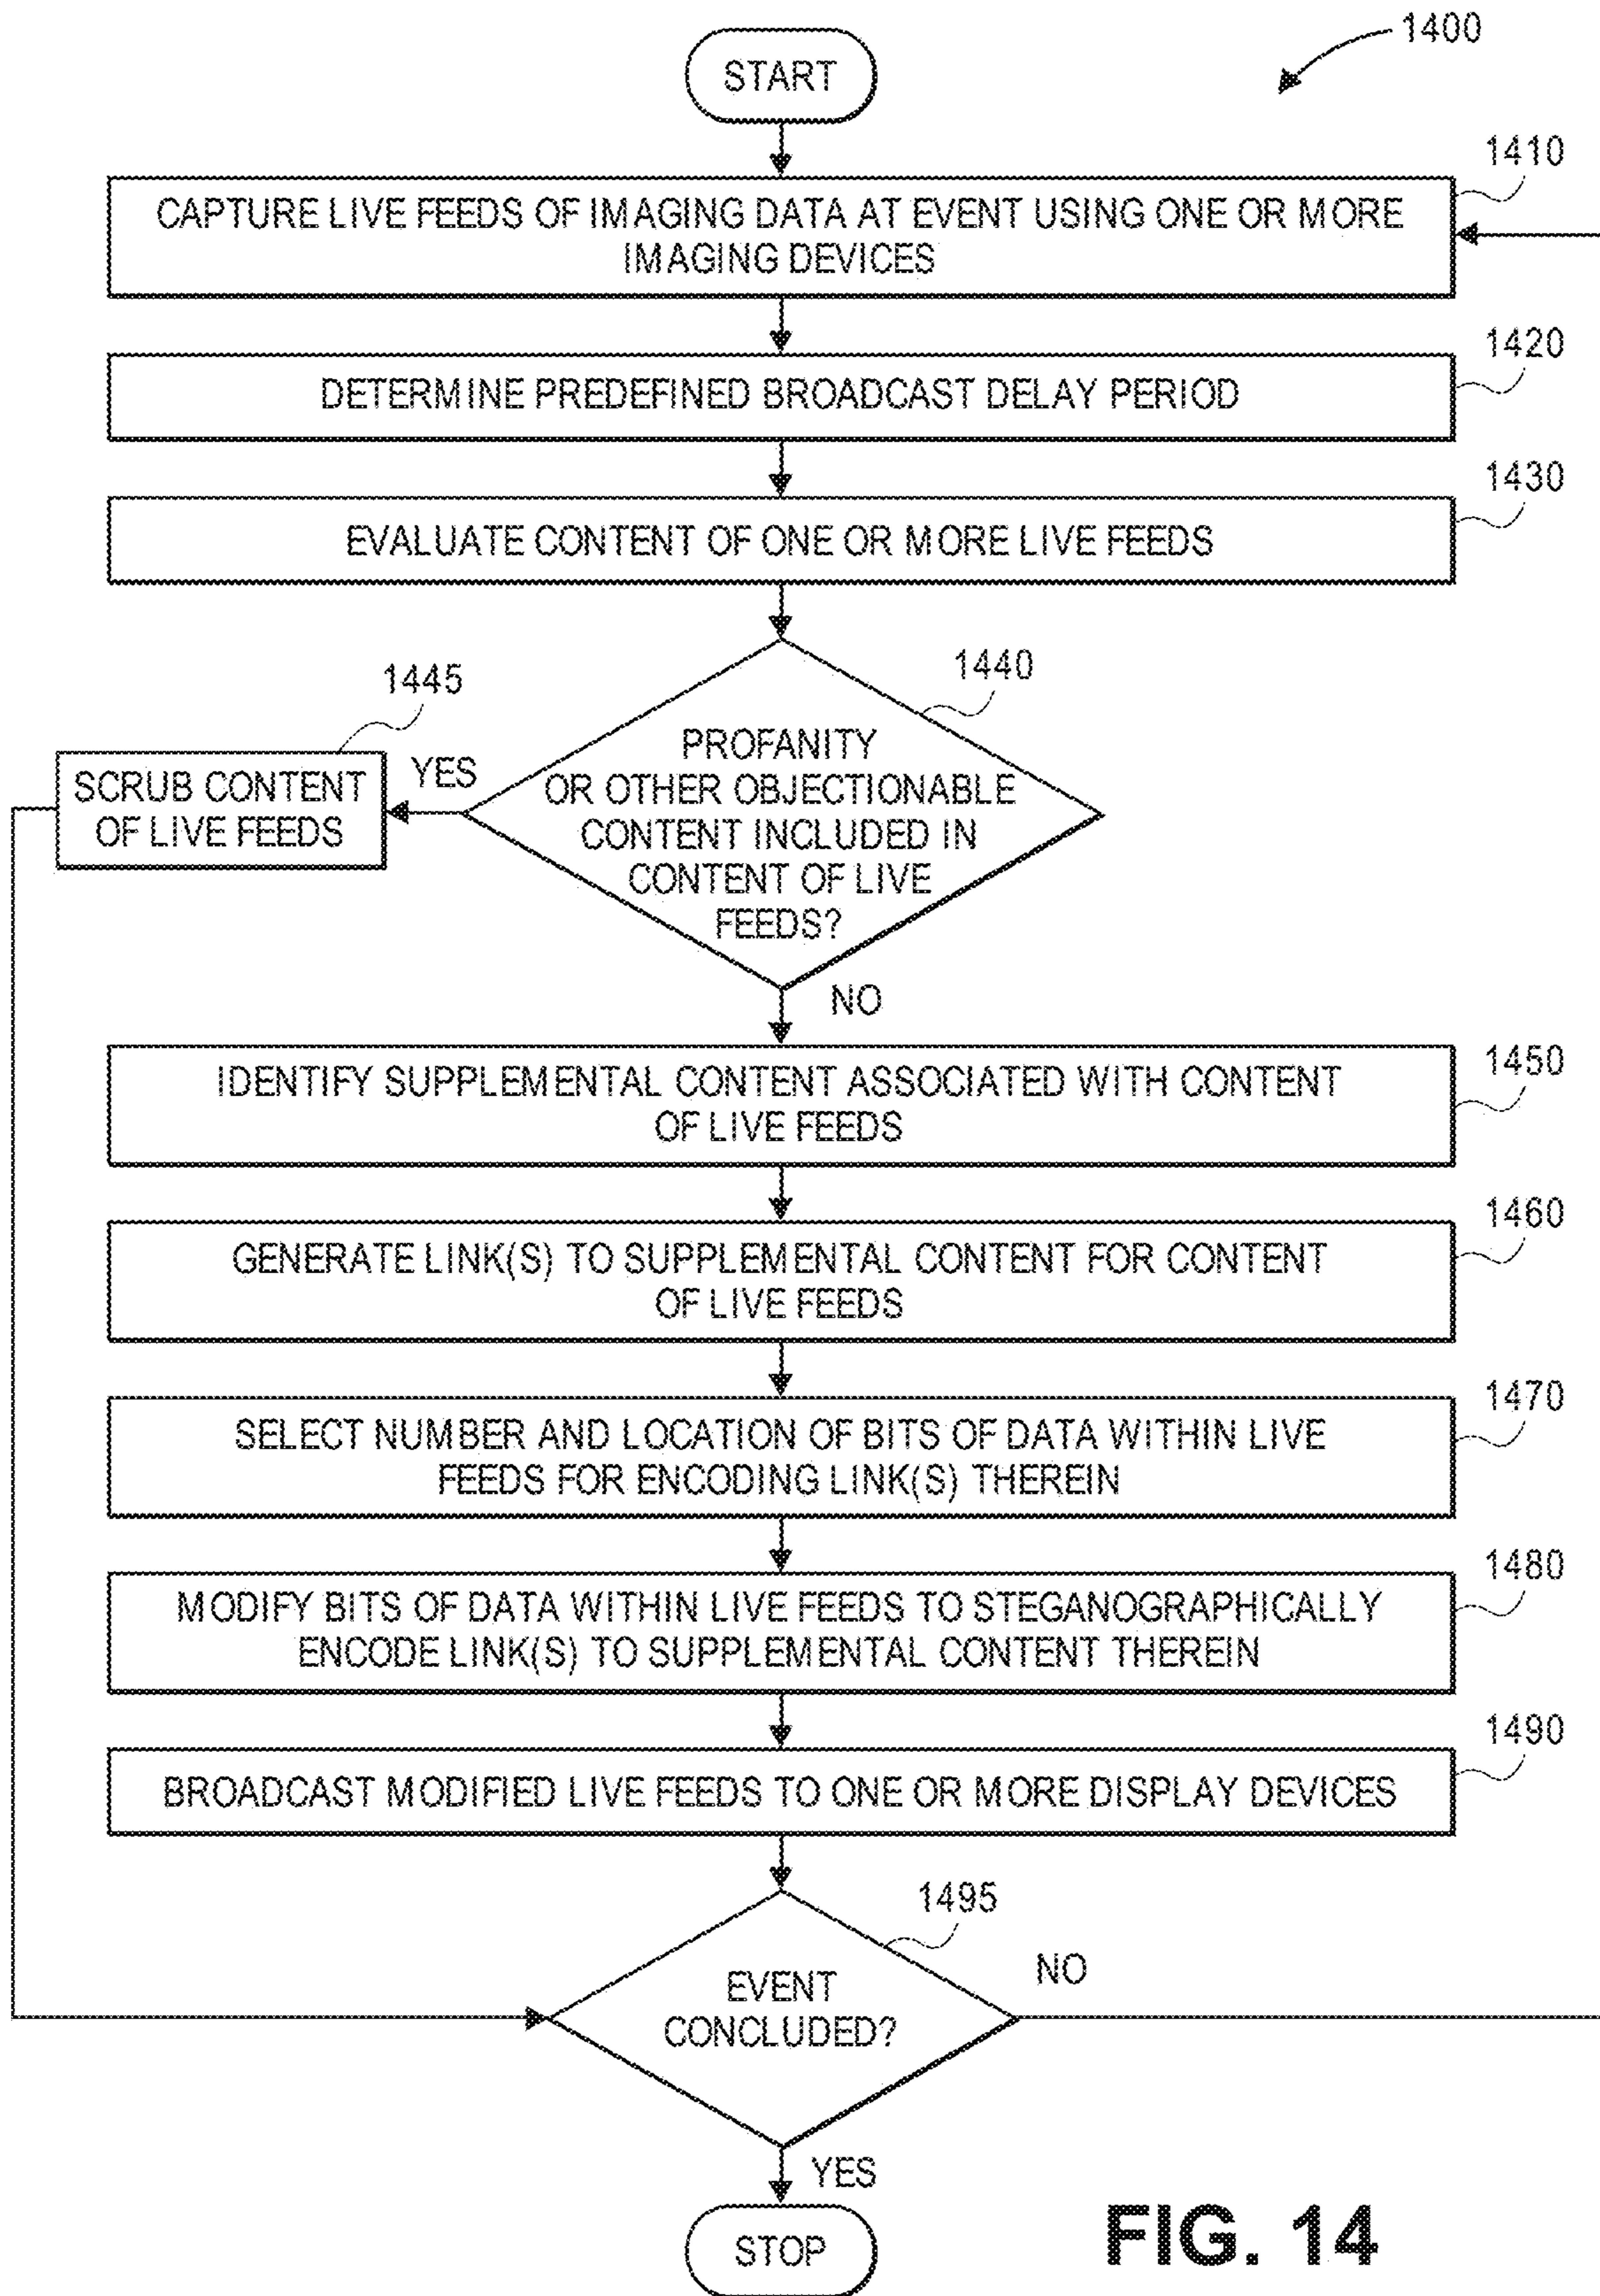 1400
START
1410
CAPTURE LIVE FEEDS OF IMAGING DATA AT EVENT USING ONE OR MORE
IMAGING DEVICES
1420
DETERMINE PREDEFINED BROADCAST DELAY PERIOD
1430
EVALUATE CONTENT OF ONE OR MORE LIVE FEEDS
1440
PROFANITY
OR OTHER OBJECTIONABLE
CONTENT INCLUDED IN
CONTENT OF LIVE
FEEDS?
YES
1445
SCRUB CONTENT
OF LIVE FEEDS
NO
1450
IDENTIFY SUPPLEMENTAL CONTENT ASSOCIATED WITH CONTENT
OF LIVE FEEDS
1460
GENERATE LINK(S) TO SUPPLEMENTAL CONTENT FOR CONTENT
OF LIVE FEEDS
1470
SELECT NUMBER AND LOCATION OF BITS OF DATA WITHIN LIVE
FEEDS FOR ENCODING LINK(S) THEREIN
1480
MODIFY BITS OF DATA WITHIN LIVE FEEDS TO STEGANOGRAPHICALLY
ENCODE LINK(S) TO SUPPLEMENTAL CONTENT THEREIN
1490
BROADCAST MODIFIED LIVE FEEDS TO ONE OR MORE DISPLAY DEVICES
1495
EVENT
CONCLUDED?
NO
YES
STOP
FIG. 14